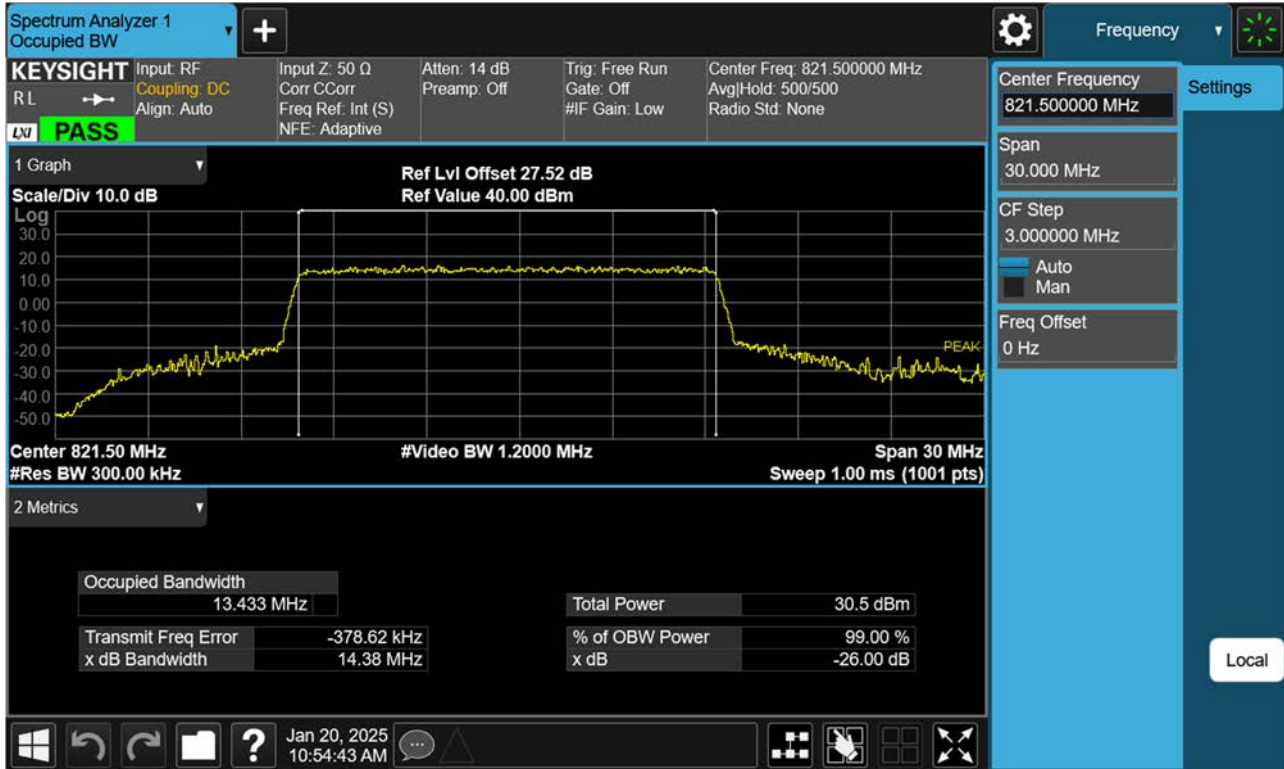 Spectrum Analyzer 1
Occupied BW
Frequency
KEYSIGHT
RL
LXI
PASS
Input: RF
Coupling: DC
Align: Auto
Input Z: 50 Ω
Corr CCorr
Freq Ref: Int (S)
NFE: Adaptive
Atten: 14 dB
Preamp: Off
Trig: Free Run
Gate: Off
#IF Gain: Low
Center Freq: 821.500000 MHz
Avg|Hold: 500/500
Radio Std: None
1 Graph
Scale/Div 10.0 dB
Ref Lvl Offset 27.52 dB
Ref Value 40.00 dBm
Log
30.0
20.0
10.0
0.00
-10.0
-20.0
-30.0
-40.0
-50.0
PEAK
Center 821.50 MHz
#Video BW 1.2000 MHz
Span 30 MHz
#Res BW 300.00 kHz
Sweep 1.00 ms (1001 pts)
2 Metrics
Occupied Bandwidth
13.433 MHz
Total Power 30.5 dBm
Transmit Freq Error -378.62 kHz
% of OBW Power 99.00 %
x dB Bandwidth 14.38 MHz
x dB -26.00 dB
Center Frequency
821.500000 MHz
Span
30.000 MHz
CF Step
3.000000 MHz
Auto
Man
Freq Offset
0 Hz
Settings
Local
?
Jan 20, 2025
10:54:43 AM